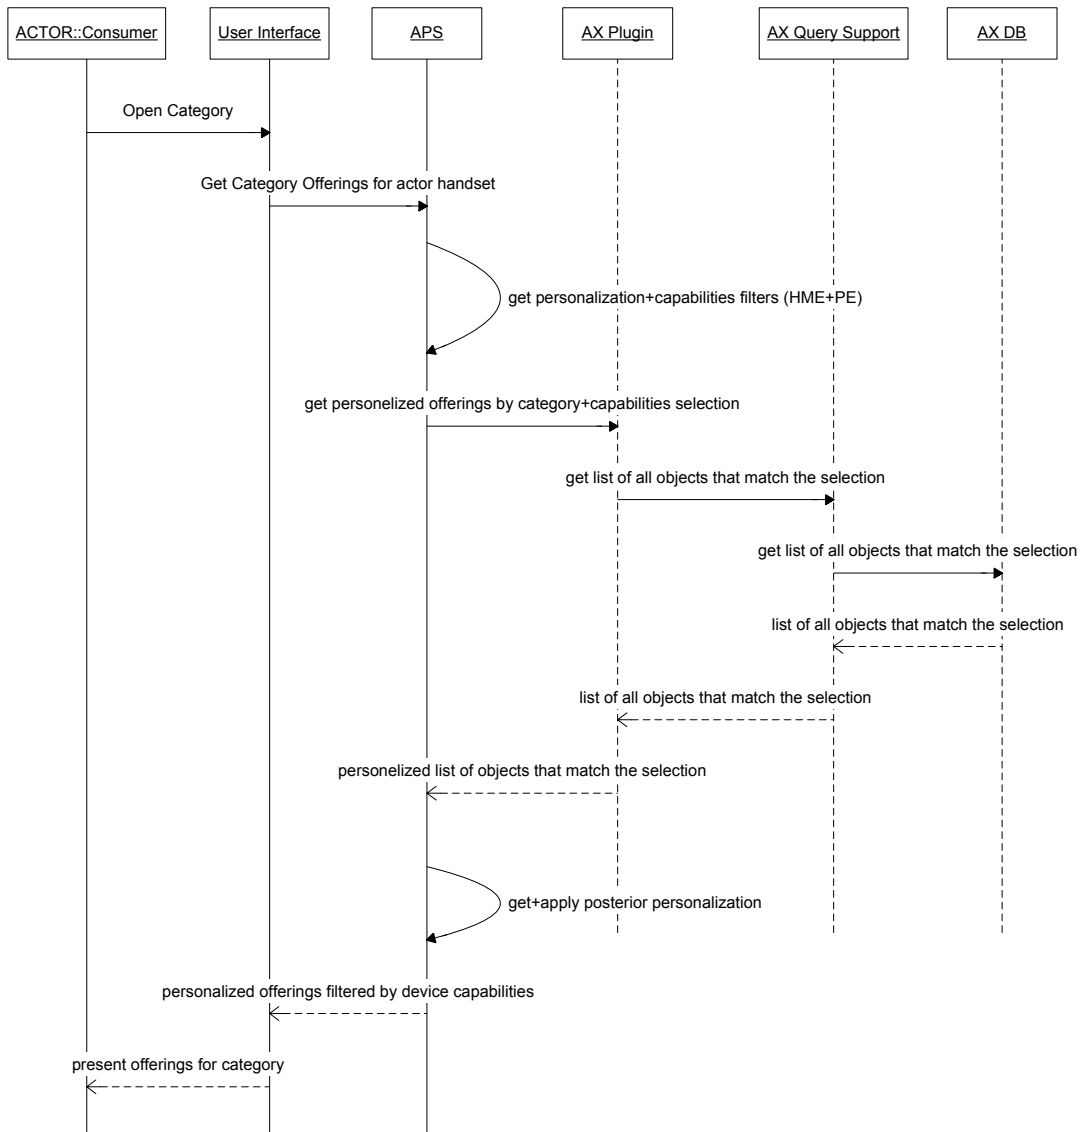 ACTOR::Consumer
User Interface
APS
AX Plugin
AX Query Support
AX DB
Open Category
Get Category Offerings for actor handset
get personalization+capabilities filters (HME+PE)
get personelized offerings by category+capabilities selection
get list of all objects that match the selection
get list of all objects that match the selection
list of all objects that match the selection
list of all objects that match the selection
personelized list of objects that match the selection
get+apply posterior personalization
personalized offerings filtered by device capabilities
present offerings for category